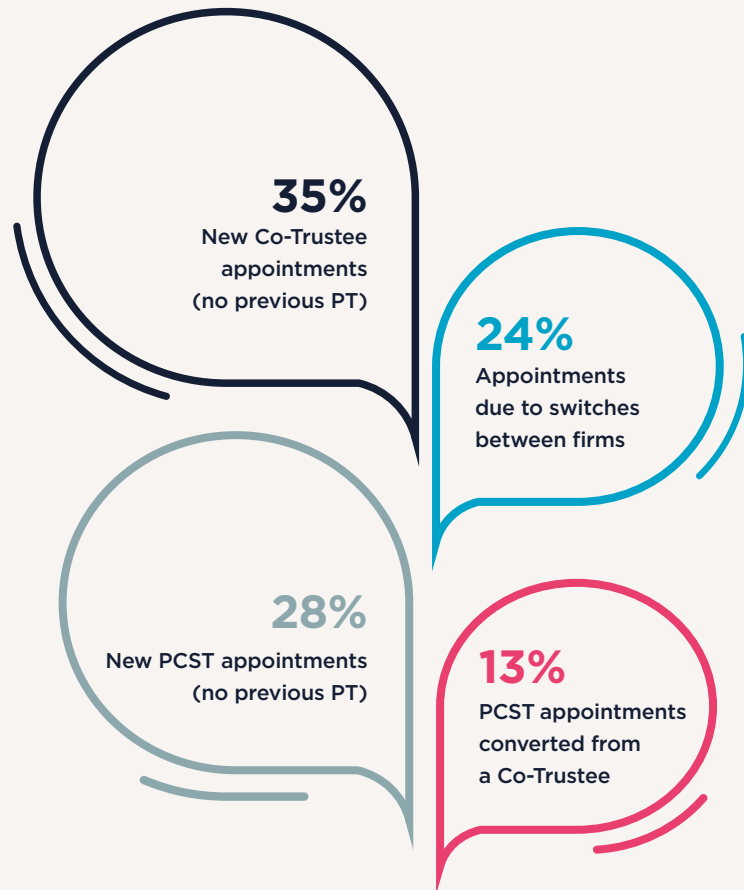 35%
New Co-Trustee
appointments
(no previous PT)
24%
Appointments
due to switches
between firms
28%
New PCST appointments
(no previous PT)
13%
PCST appointments
converted from
a Co-Trustee